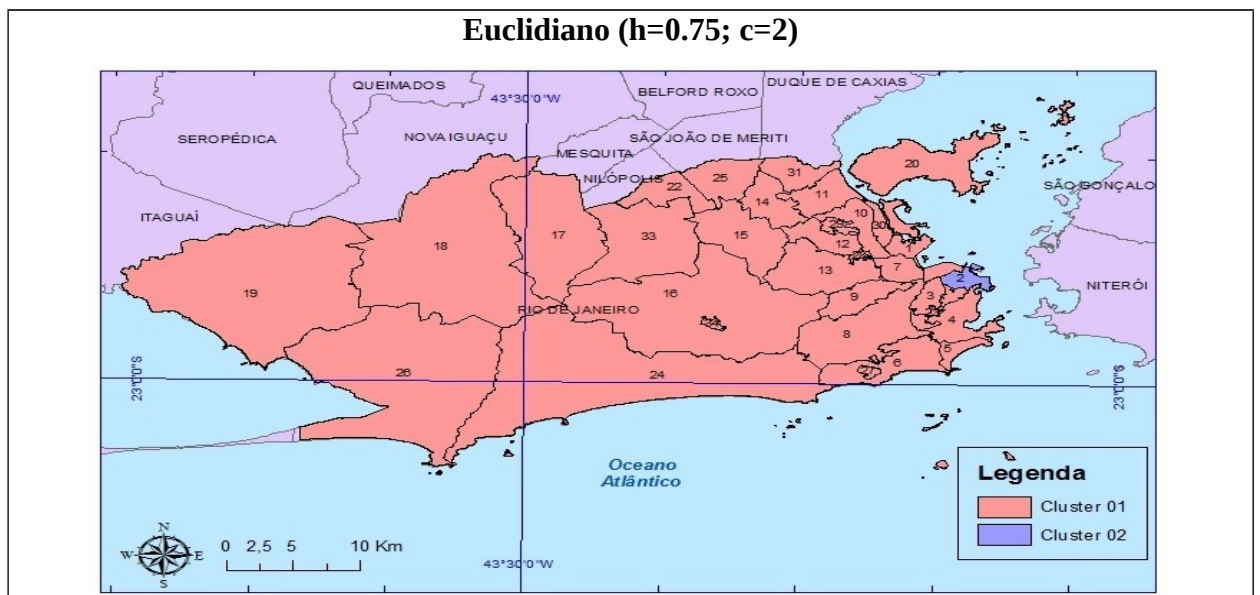 Euclidiano (h=0.75; c=2)
QUEIMADOS
DUQUE DE CAXIAS
BELFORD ROXO
43°30'0"W
SEROPÉDICA
NOVA IGUAÇU
SÃO JOÃO DE MERITI
MESQUITA
NILÓPOLIS
SÃO GONÇALO
ITAGUAÍ
20
31
25
22
11
14
10
30
1
18
17
33
15
12
13
7
2
NITERÓI
19
16
9
3
RIO DE JANEIRO
4
8
5
6
26
24
27
23°0'0"S
23°0'0"S
Oceano
Atlântico
Legenda
Cluster 01
Cluster 02
N
W E
S
0 2,5 5 10 Km
43°30'0"W